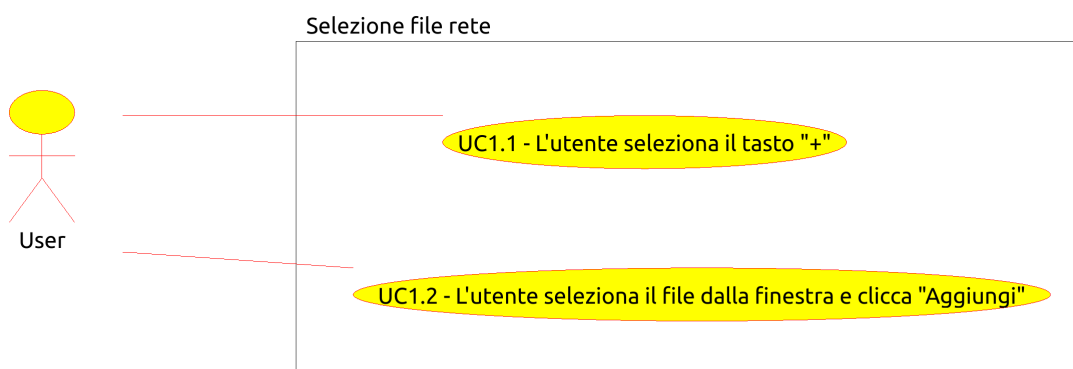 Selezione file rete
UC1.1 - L'utente seleziona il tasto "+"
User
UC1.2 - L'utente seleziona il file dalla finestra e clicca "Aggiungi"